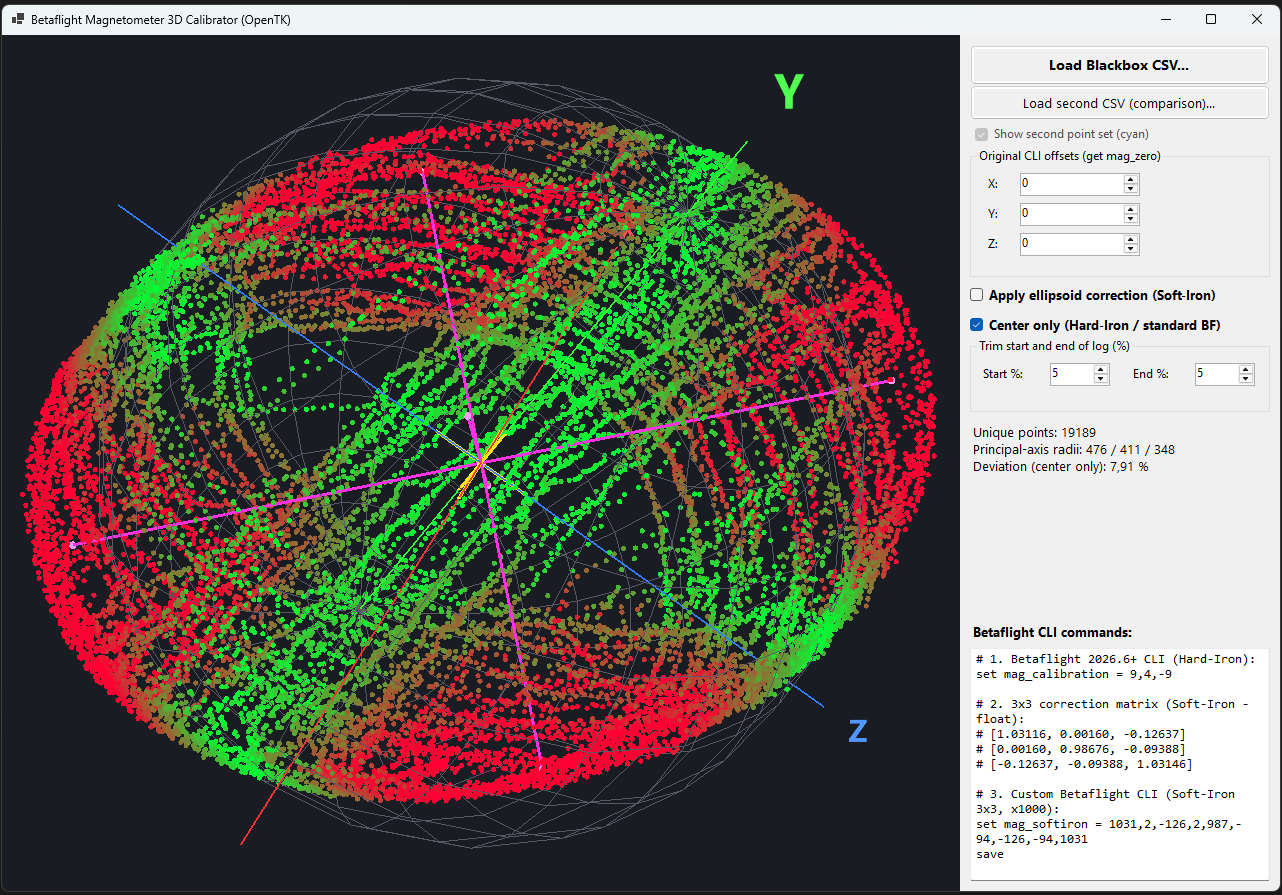 Betaflight Magnetometer 3D Calibrator (OpenTK)
Y
Z
Load Blackbox CSV...
Load second CSV (comparison)...
Show second point set (cyan)
Original CLI offsets (get mag_zero)
X: 0
Y: 0
Z: 0
Apply ellipsoid correction (Soft-Iron)
Center only (Hard-Iron / standard BF)
Trim start and end of log (%)
Start %: 5 End %: 5
Unique points: 19189
Principal-axis radii: 476 / 411 / 348
Deviation (center only): 7,91 %
Betaflight CLI commands:
# 1. Betaflight 2026.6+ CLI (Hard-Iron):
set mag_calibration = 9,4,-9
# 2. 3x3 correction matrix (Soft-Iron -
float):
# [1.03116, 0.00160, -0.12637]
# [0.00160, 0.98676, -0.09388]
# [-0.12637, -0.09388, 1.03146]
# 3. Custom Betaflight CLI (Soft-Iron
3x3, x1000):
set mag_softiron = 1031,2,-126,2,987,-
94,-126,-94,1031
save